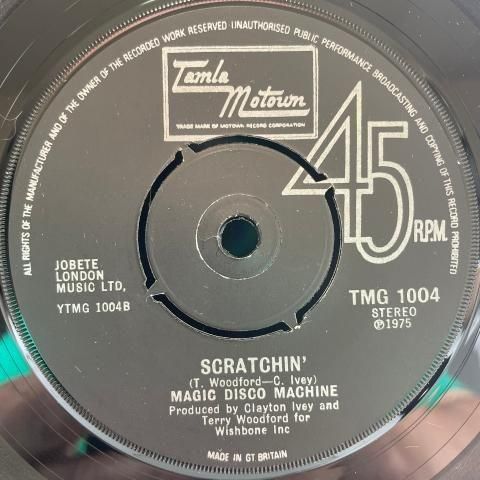 ALL RIGHTS OF THE MANUFACTURER AND OF THE OWNER OF THE RECORDED WORK RESERVED UNAUTHORISED PUBLIC PERFORMANCE BROADCASTING AND COPYING OF THIS RECORD PROHIBITED
Tamla
Motown
TRADE MARK OF MOTOWN RECORD CORPORATION
45
R.P.M.
JOBETE
LONDON
MUSIC LTD,
YTMG 1004B
TMG 1004
STEREO
℗1975
SCRATCHIN'
(T. Woodford—C. Ivey)
MAGIC DISCO MACHINE
Produced by Clayton Ivey and
Terry Woodford for
Wishbone Inc
MADE IN GT BRITAIN